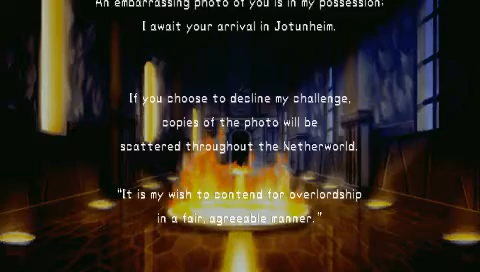 An embarrassing photo of you is in my possession;
I await your arrival in Jotunheim.
If you choose to decline my challenge,
copies of the photo will be
scattered throughout the Netherworld.
"It is my wish to contend for overlordship
in a fair, agreeable manner."